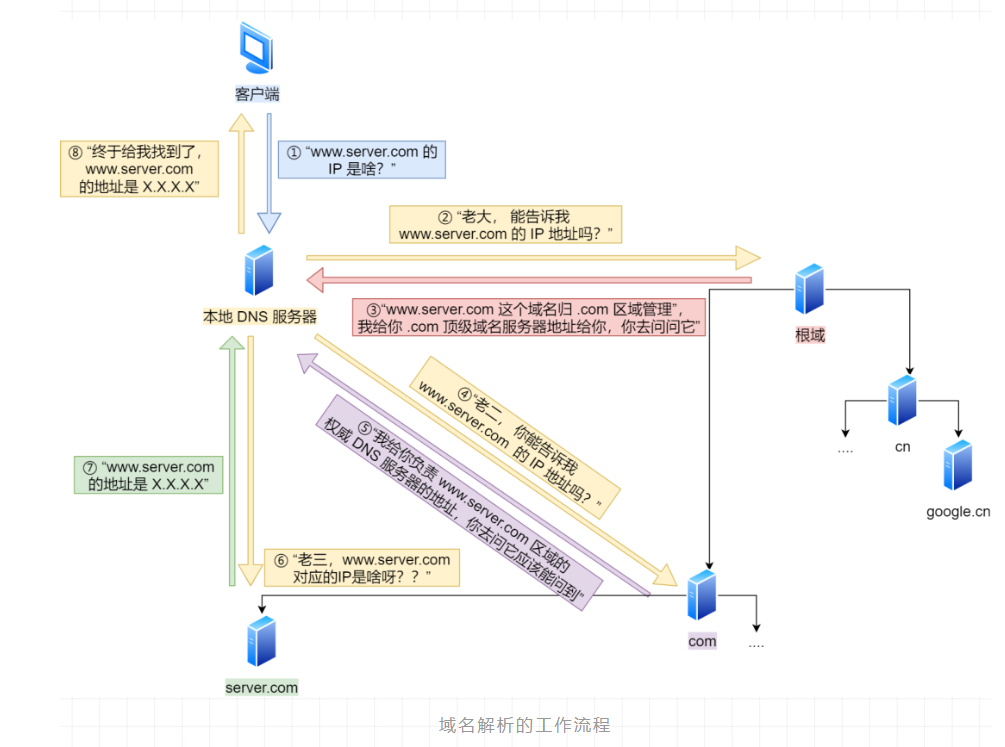 客户端
⑧ “终于给我找到了，
www.server.com
的地址是 X.X.X.X”
① “www.server.com 的
IP 是啥？”
② “老大， 能告诉我
www.server.com 的 IP 地址吗？”
本地 DNS 服务器
③“www.server.com 这个域名归 .com 区域管理”，
我给你 .com 顶级域名服务器地址给你，你去问问它”
根域
④ “老二， 你能告诉我
www.server.com 的 IP 地址吗？”
⑤ “我给你负责 www.server.com 区域的
权威 DNS 服务器的地址，你去问它应该能问到”
cn
....
google.cn
⑦ “www.server.com
的地址是 X.X.X.X”
⑥ “老三，www.server.com
对应的IP是啥呀？？”
com
....
server.com
域名解析的工作流程